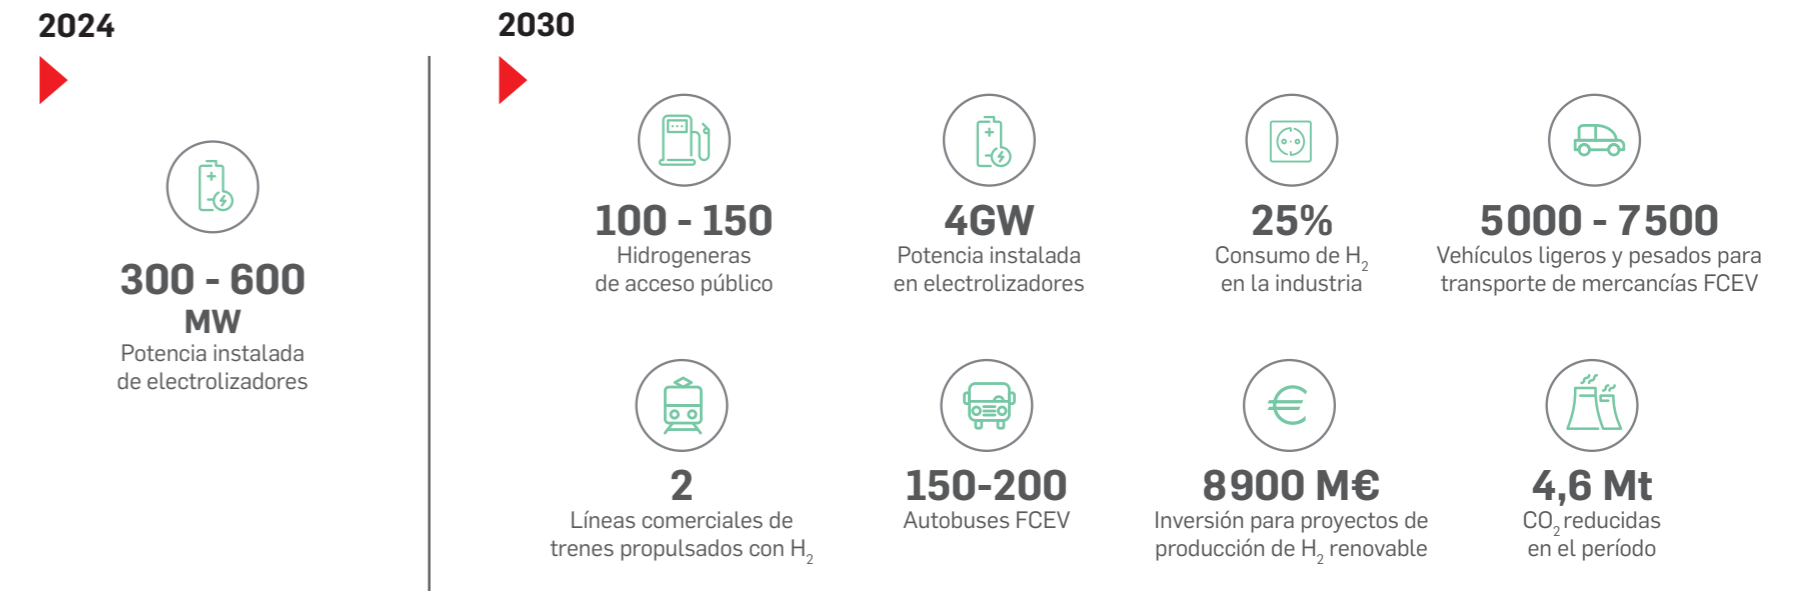 2024
300 - 600
MW
Potencia instalada
de electrolizadores
2030
100 - 150
Hidrogeneras
de acceso público
4GW
Potencia instalada
en electrolizadores
25%
Consumo de H₂
en la industria
5000 - 7500
Vehículos ligeros y pesados para
transporte de mercancías FCEV
2
Líneas comerciales de
trenes propulsados con H₂
150-200
Autobuses FCEV
8900 M€
Inversión para proyectos de
producción de H₂ renovable
4,6 Mt
CO₂ reducidas
en el período